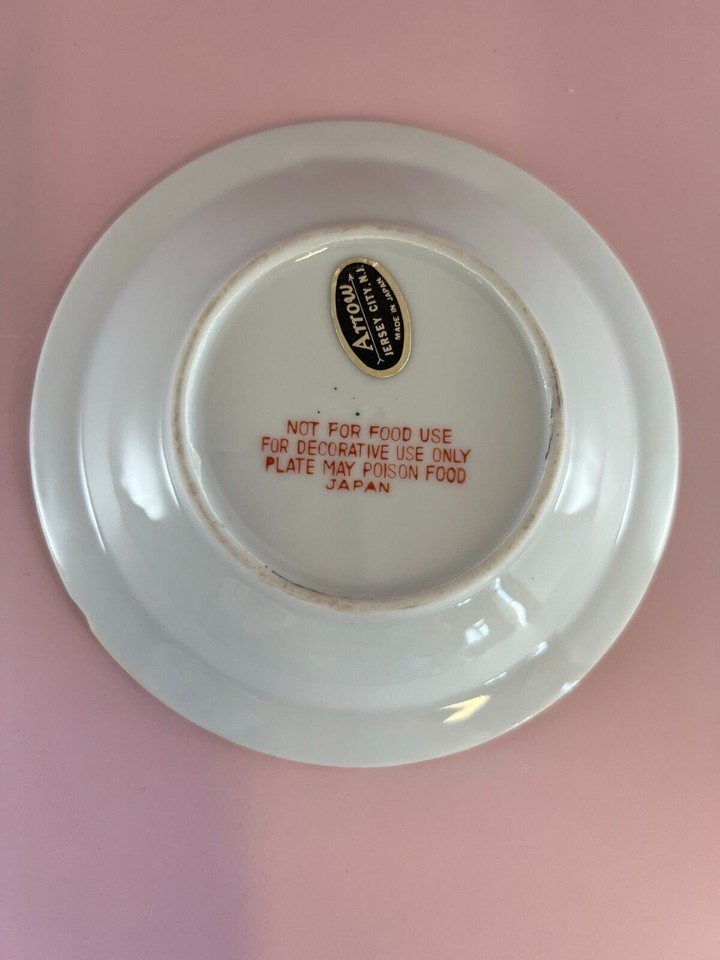 Arrow
JERSEY CITY, N.J.
MADE IN JAPAN
NOT FOR FOOD USE
FOR DECORATIVE USE ONLY
PLATE MAY POISON FOOD
JAPAN